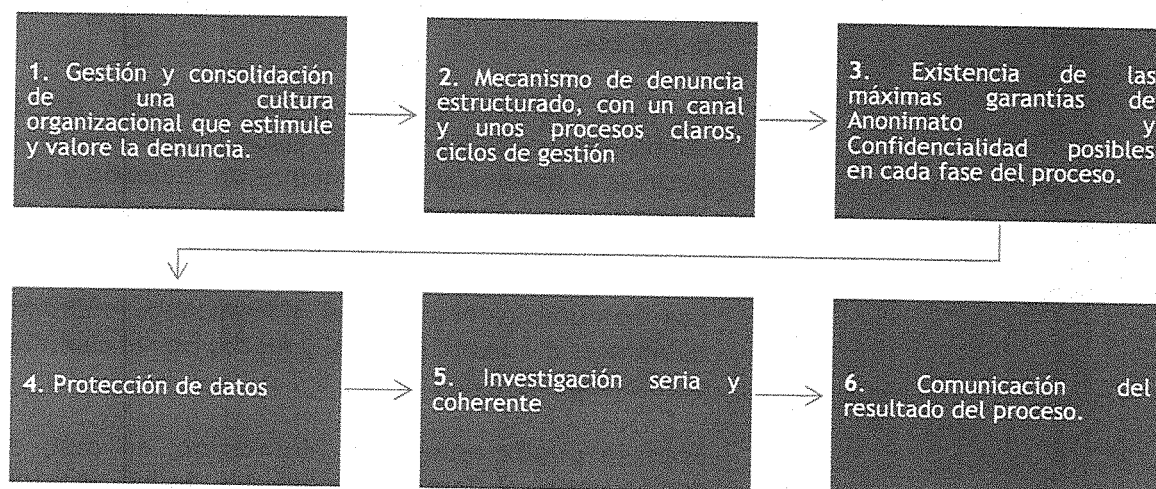 1. Gestión y consolidación
de una cultura
organizacional que estimule
y valore la denuncia.
2. Mecanismo de denuncia
estructurado, con un canal
y unos procesos claros,
ciclos de gestión
3. Existencia de las
máximas garantías de
Anonimato y
Confidencialidad posibles
en cada fase del proceso.
4. Protección de datos
5. Investigación seria y
coherente
6. Comunicación del
resultado del proceso.